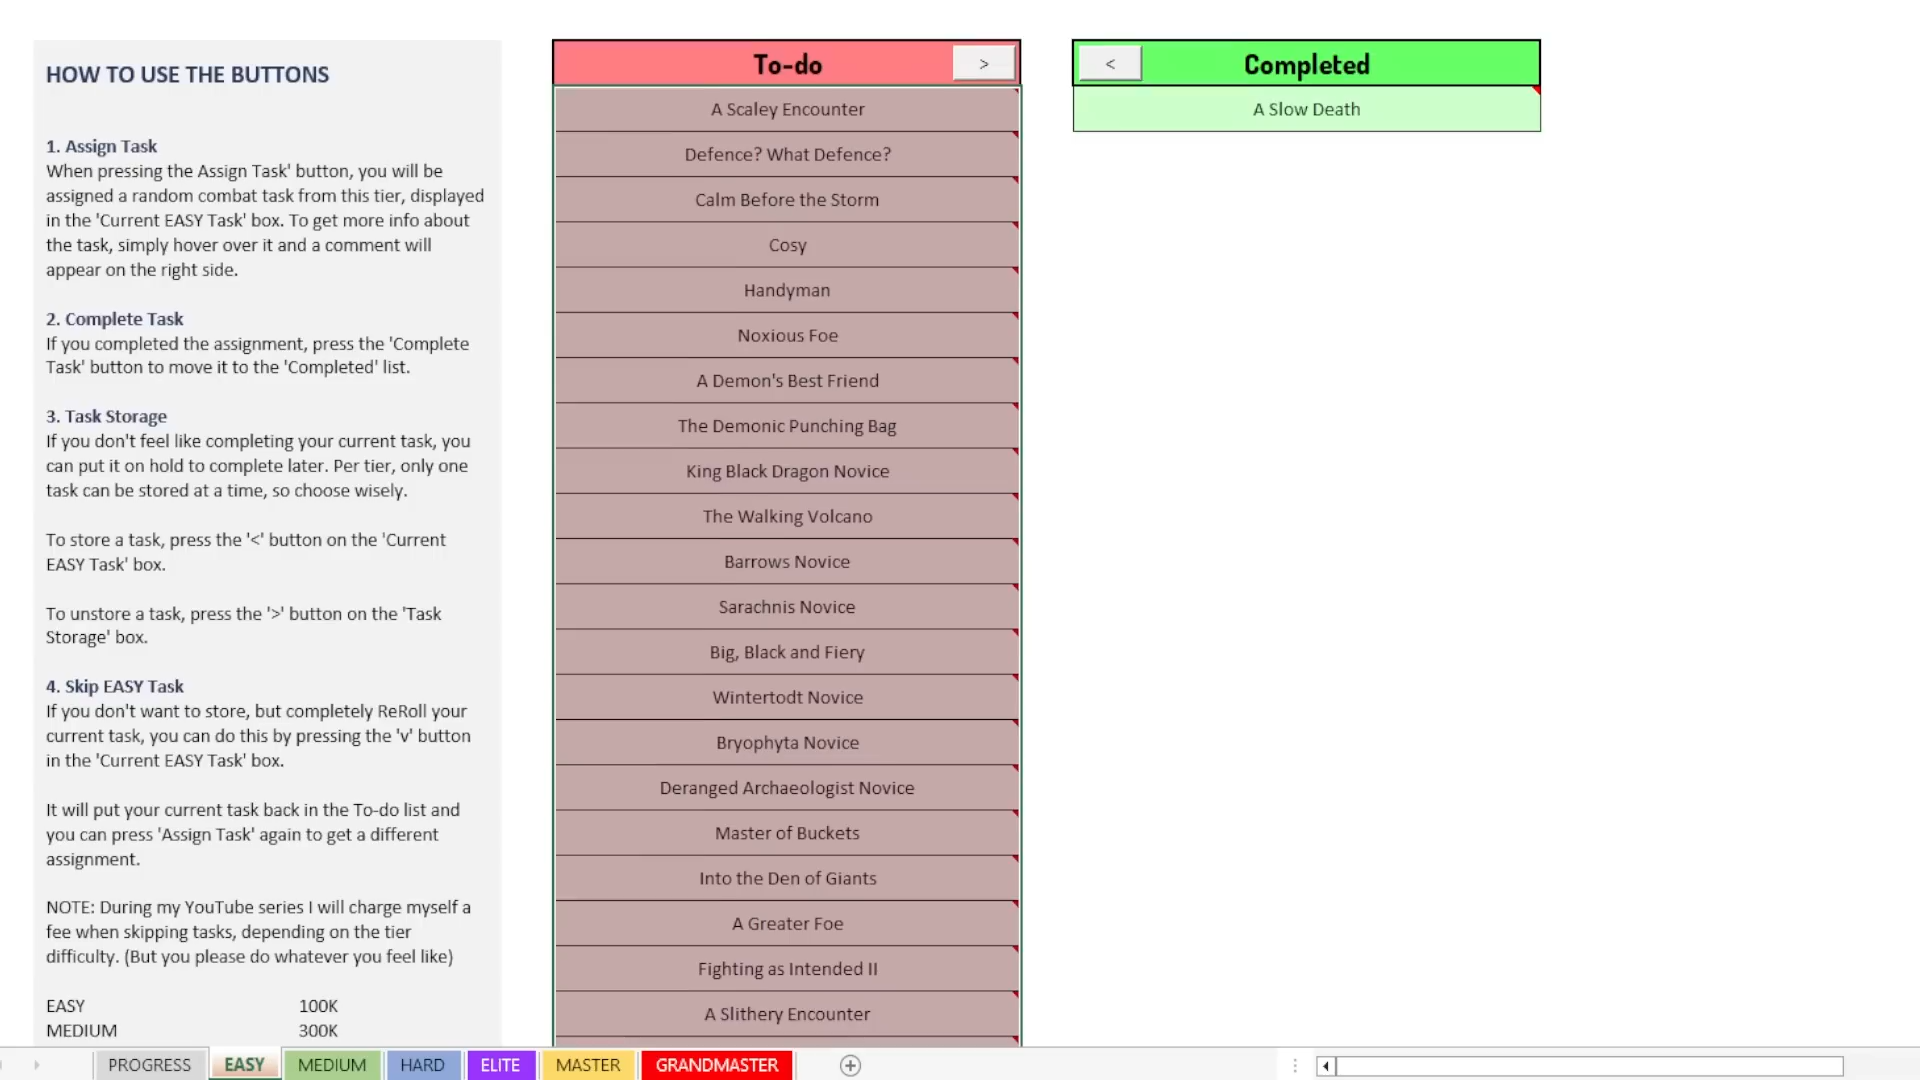 HOW TO USE THE BUTTONS
1. Assign Task
When pressing the Assign Task' button, you will be
assigned a random combat task from this tier, displayed
in the 'Current EASY Task' box. To get more info about
the task, simply hover over it and a comment will
appear on the right side.
2. Complete Task
If you completed the assignment, press the 'Complete
Task' button to move it to the 'Completed' list.
3. Task Storage
If you don't feel like completing your current task, you
can put it on hold to complete later. Per tier, only one
task can be stored at a time, so choose wisely.
To store a task, press the '<' button on the 'Current
EASY Task' box.
To unstore a task, press the '>' button on the 'Task
Storage' box.
4. Skip EASY Task
If you don't want to store, but completely ReRoll your
current task, you can do this by pressing the 'v' button
in the 'Current EASY Task' box.
It will put your current task back in the To-do list and
you can press 'Assign Task' again to get a different
assignment.
NOTE: During my YouTube series I will charge myself a
fee when skipping tasks, depending on the tier
difficulty. (But you please do whatever you feel like)
EASY 100K
MEDIUM 300K
To-do >
A Scaley Encounter
Defence? What Defence?
Calm Before the Storm
Cosy
Handyman
Noxious Foe
A Demon's Best Friend
The Demonic Punching Bag
King Black Dragon Novice
The Walking Volcano
Barrows Novice
Sarachnis Novice
Big, Black and Fiery
Wintertodt Novice
Bryophyta Novice
Deranged Archaeologist Novice
Master of Buckets
Into the Den of Giants
A Greater Foe
Fighting as Intended II
A Slithery Encounter
< Completed
A Slow Death
PROGRESS EASY MEDIUM HARD ELITE MASTER GRANDMASTER